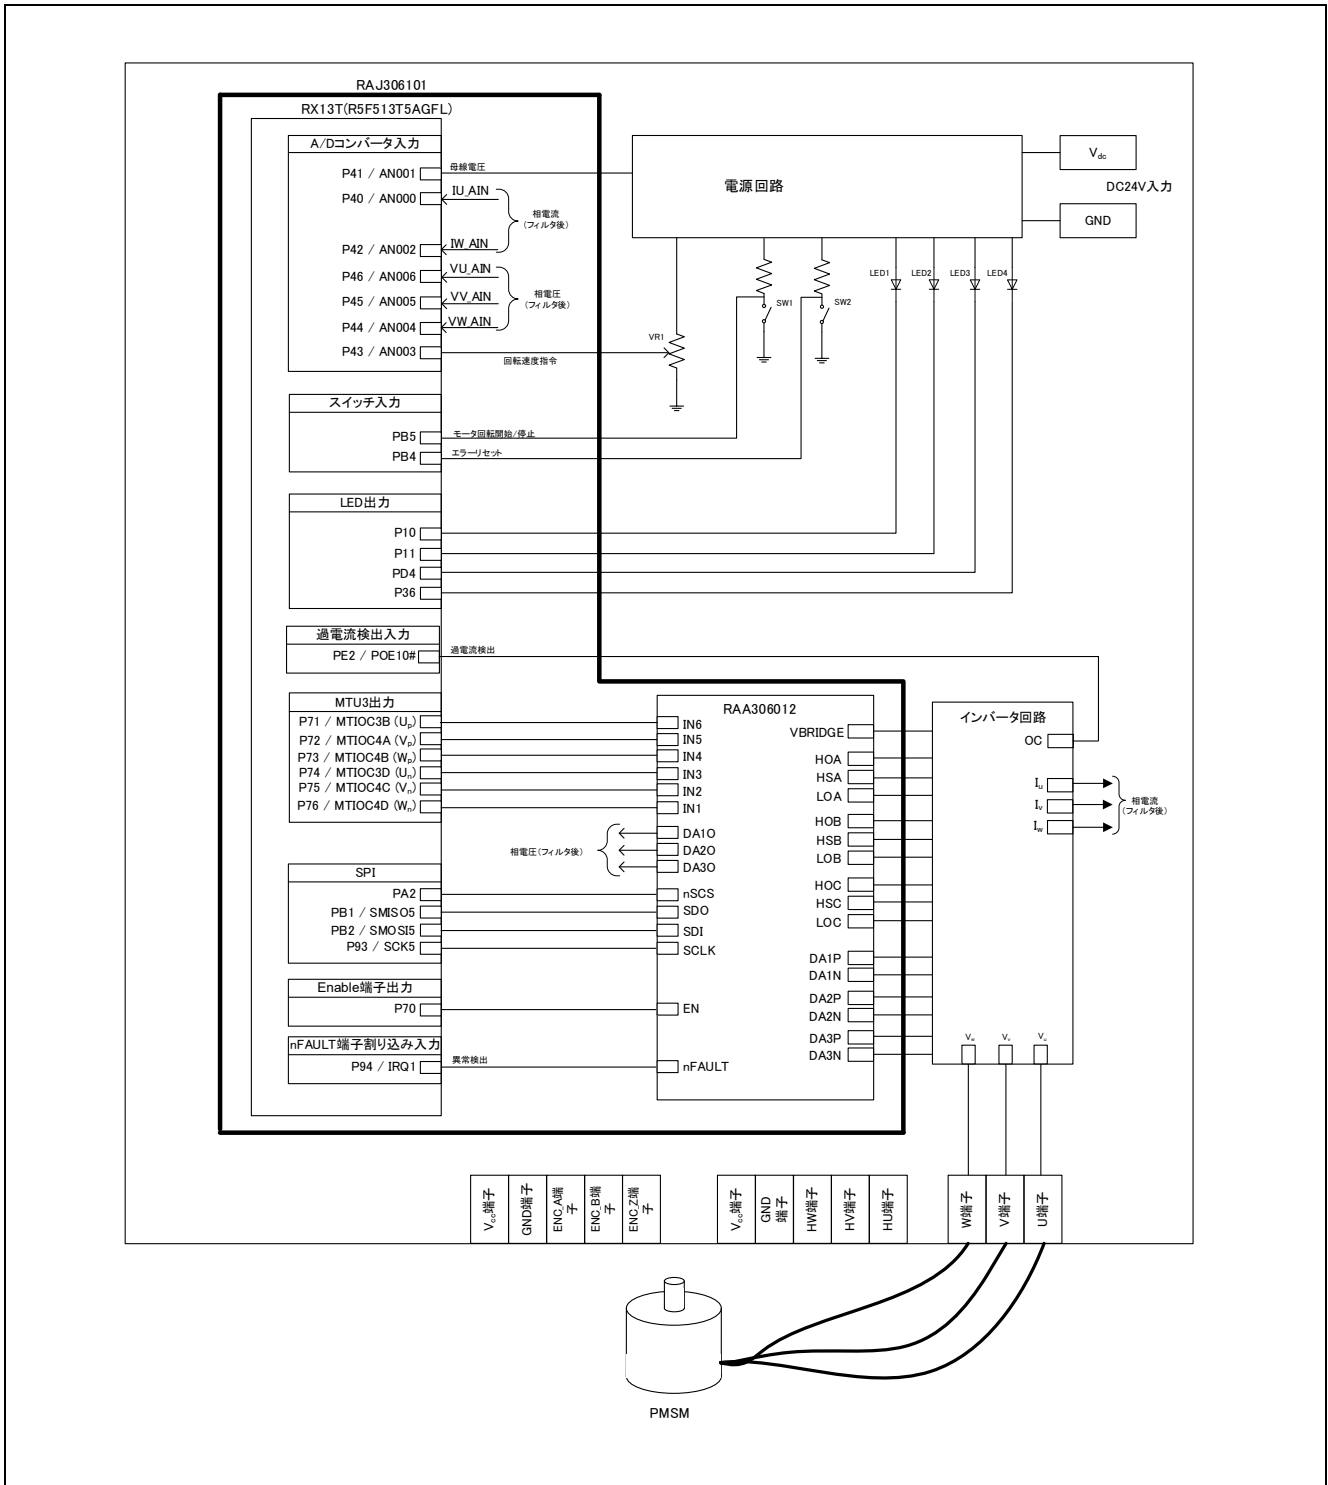 RAJ306101
RX13T(R5F513T5AGFL)
A/Dコンバータ入力
P41 / AN001
母線電圧
P40 / AN000
IU_AIN
相電流
(フィルタ後)
P42 / AN002
IW_AIN
P46 / AN006
VU_AIN
P45 / AN005
VV_AIN
相電圧
(フィルタ後)
P44 / AN004
VW_AIN
P43 / AN003
回転速度指令
電源回路
Vdc
DC24V入力
GND
VR1
SW1
SW2
LED1
LED2
LED3
LED4
スイッチ入力
PB5
モータ回転開始/停止
PB4
エラーリセット
LED出力
P10
P11
PD4
P36
過電流検出入力
PE2 / POE10#
過電流検出
MTU3出力
P71 / MTIOC3B (Up)
P72 / MTIOC4A (Vp)
P73 / MTIOC4B (Wp)
P74 / MTIOC3D (Un)
P75 / MTIOC4C (Vn)
P76 / MTIOC4D (Wn)
SPI
PA2
PB1 / SMISO5
PB2 / SMOSI5
P93 / SCK5
Enable端子出力
P70
nFAULT端子割り込み入力
P94 / IRQ1
異常検出
RAA306012
IN6
IN5
IN4
IN3
IN2
IN1
相電圧(フィルタ後)
DA1O
DA2O
DA3O
nSCS
SDO
SDI
SCLK
EN
nFAULT
VBRIDGE
HOA
HSA
LOA
HOB
HSB
LOB
HOC
HSC
LOC
DA1P
DA1N
DA2P
DA2N
DA3P
DA3N
インバータ回路
OC
Iu
Iv
Iw
相電流
(フィルタ後)
Vw
Vv
Vu
Vcc端子
GND端子
ENC_A端子
ENC_B端子
ENC_Z端子
Vcc端子
GND端子
HW端子
HV端子
HU端子
W端子
V端子
U端子
PMSM